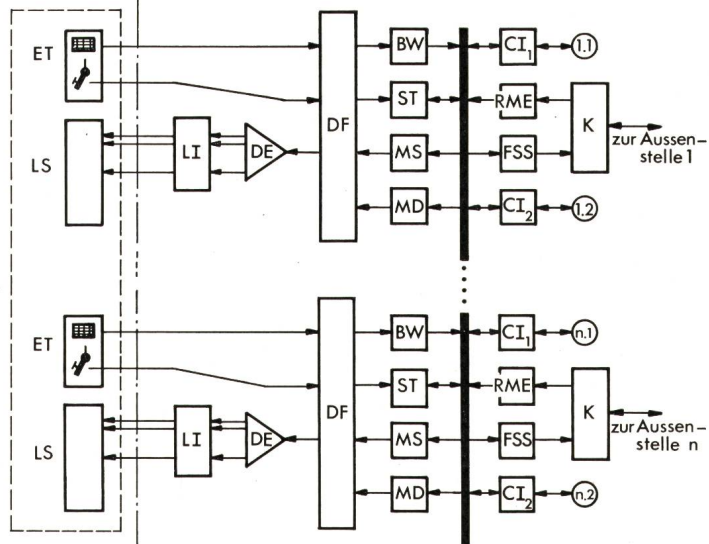 ET
BW
CI1
1.1
ST
RME
DF
K
zur Aussen-
stelle 1
LS
LI
DE
MS
FSS
MD
CI2
1.2
ET
BW
CI1
n.1
ST
RME
DF
K
zur Aussen-
stelle n
LS
LI
DE
MS
FSS
MD
CI2
n.2